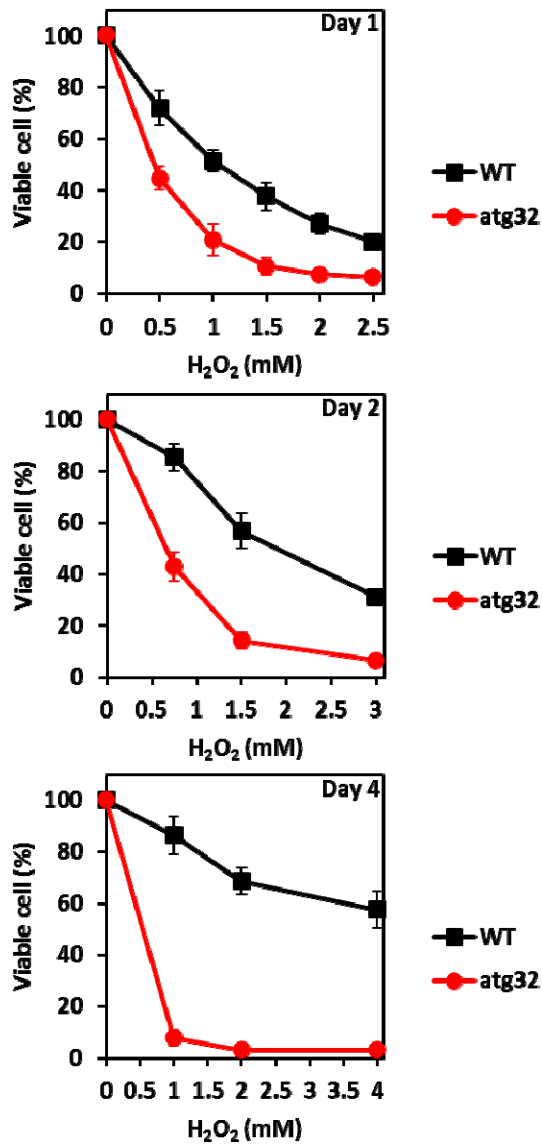 Day 1
100
80
60
40
20
0
Viable cell (%)
0 0.5 1 1.5 2 2.5
H₂O₂ (mM)
WT
atg32
Day 2
100
80
60
40
20
0
Viable cell (%)
0 0.5 1 1.5 2 2.5 3
H₂O₂ (mM)
WT
atg32
Day 4
100
80
60
40
20
0
Viable cell (%)
0 0.5 1 1.5 2 2.5 3 3.5 4
H₂O₂ (mM)
WT
atg32